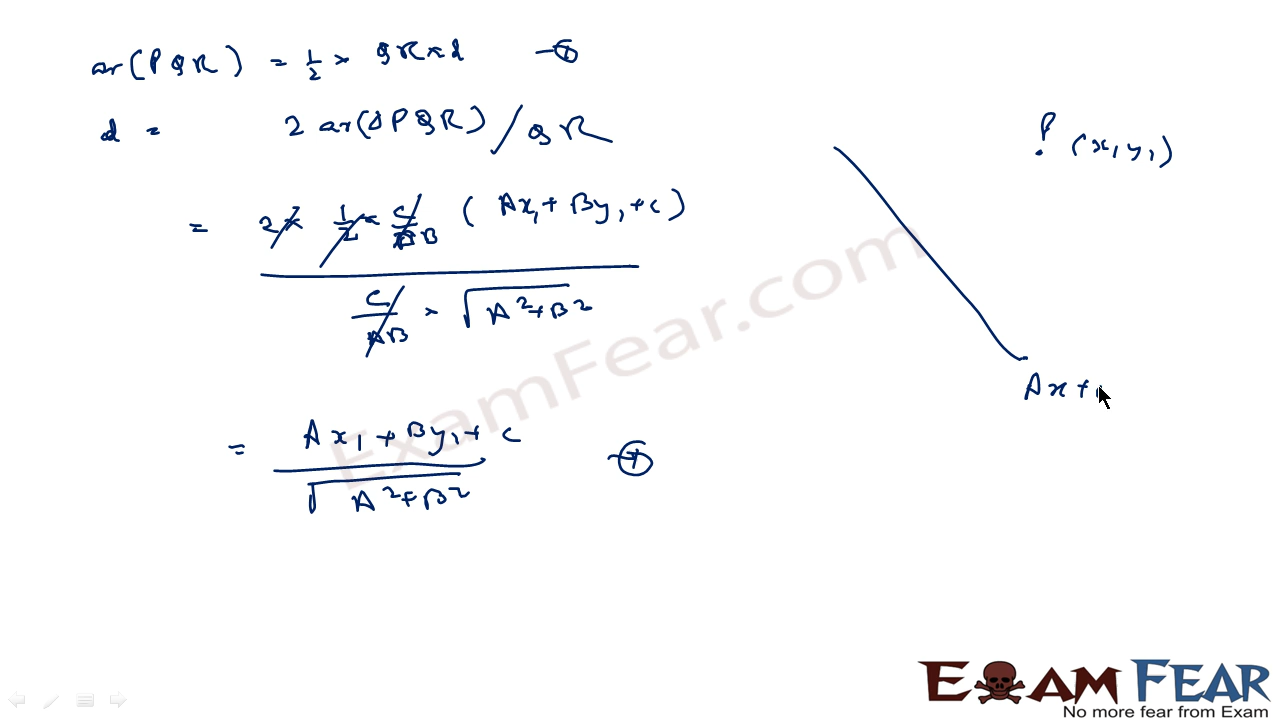 ar(PQR) = 1/2 × QR×d —①
d = 2 ar(ΔPQR)/QR
= 2× 1/2 × C/AB (Ax₁ + By₁ + C)
C/AB × √A²+B²
= Ax₁ + By₁ + C
√A²+B²
P (x₁ y₁)
Ax +
ExamFear.com
EXAM FEAR
No more fear from Exam